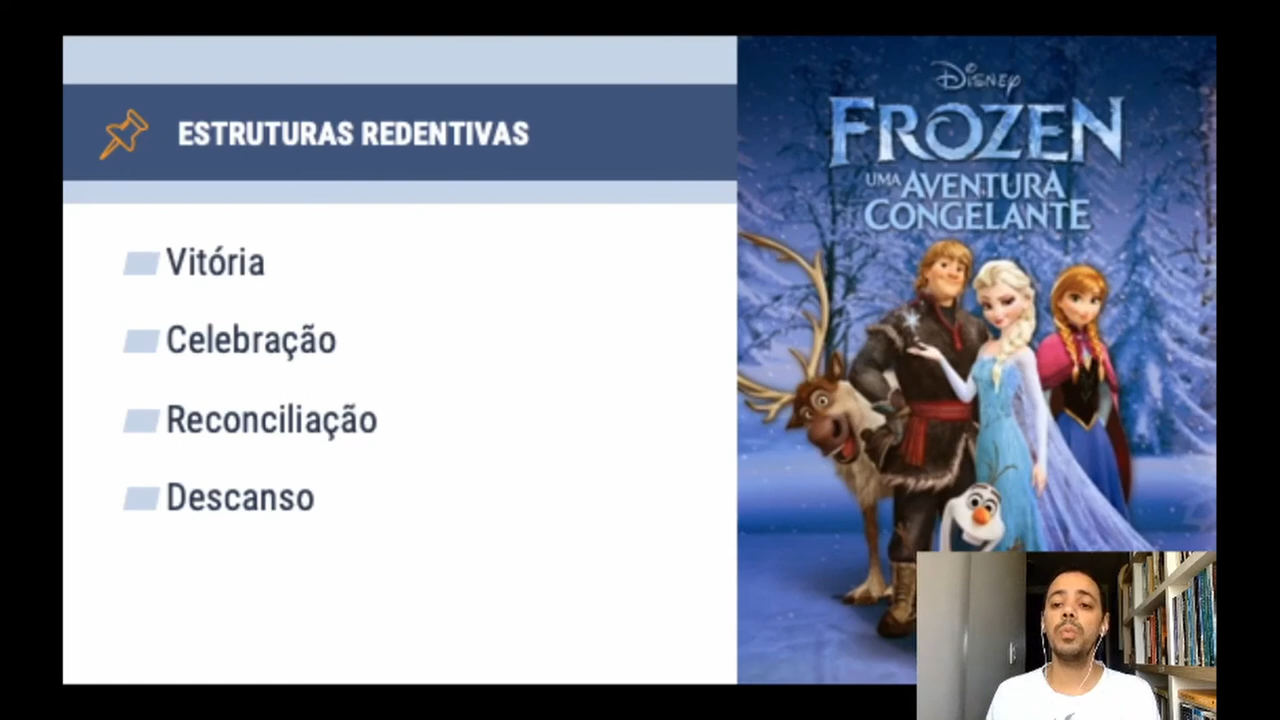 ESTRUTURAS REDENTIVAS
Vitória
Celebração
Reconciliação
Descanso
DISNEY
FROZEN
UMA AVENTURA
CONGELANTE